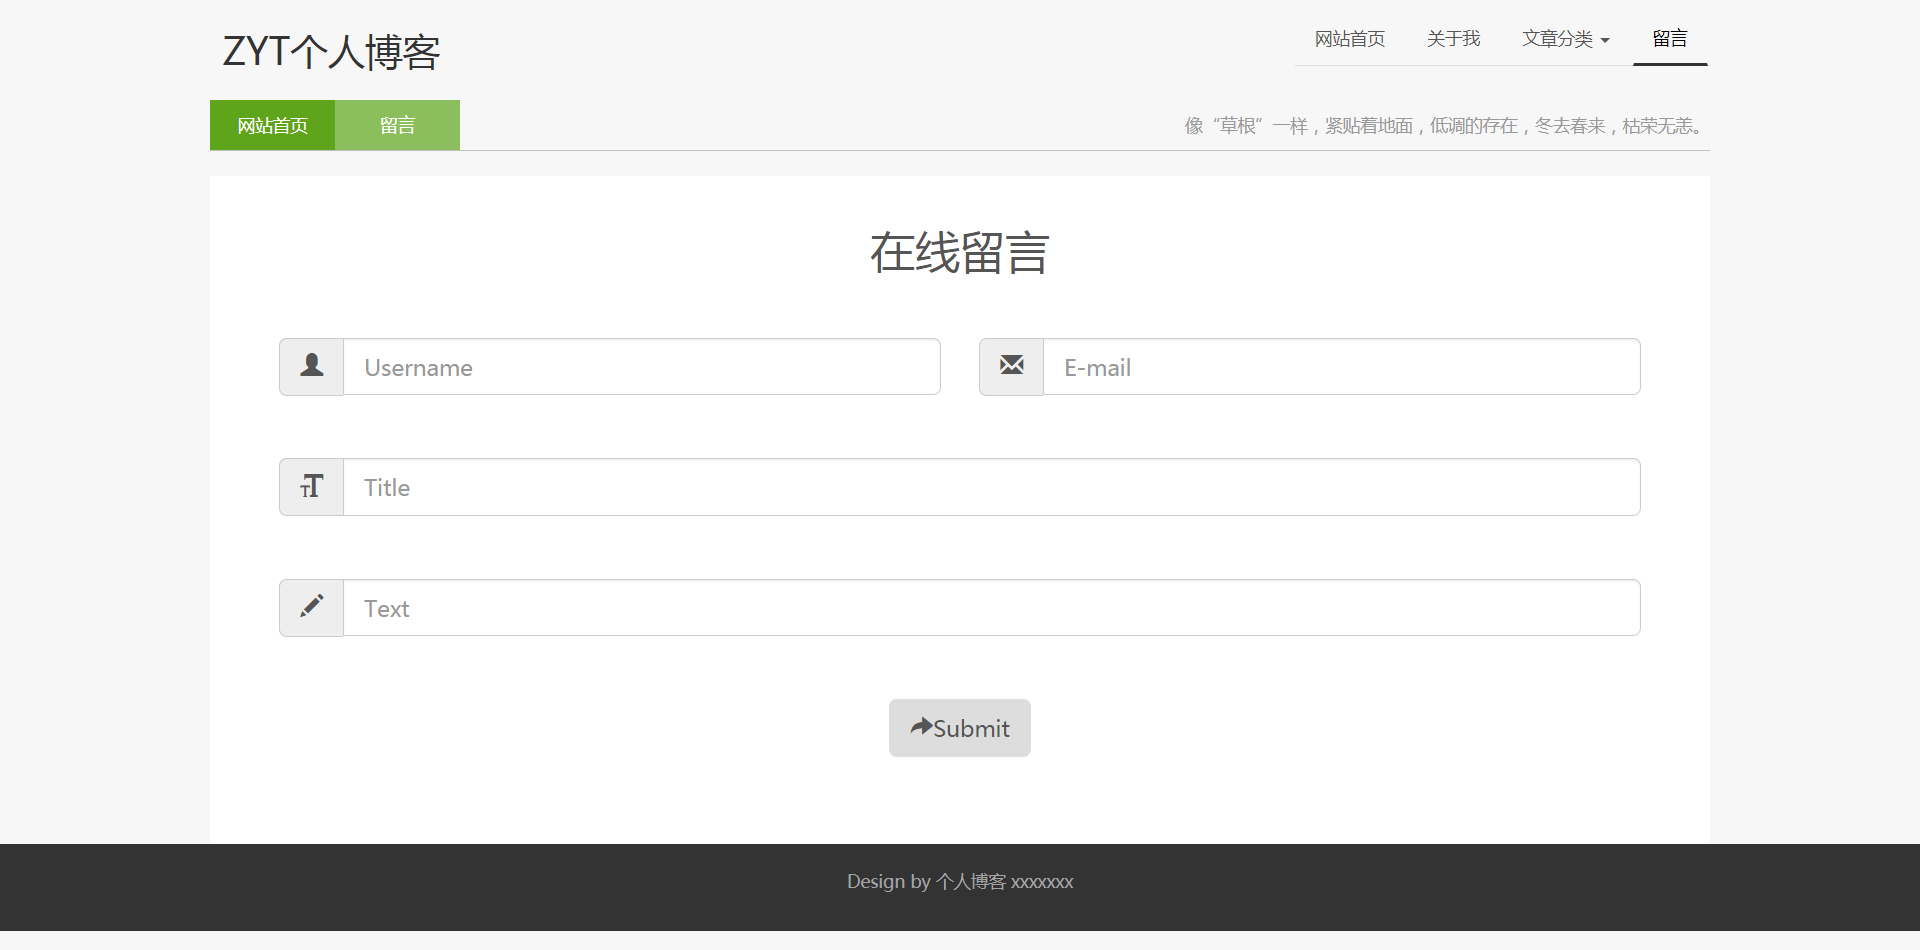 ZYT个人博客
网站首页 关于我 文章分类 留言
网站首页 留言
像“草根”一样，紧贴着地面，低调的存在，冬去春来，枯荣无恙。
在线留言
Username
E-mail
Title
Text
Submit
Design by 个人博客 xxxxxxx